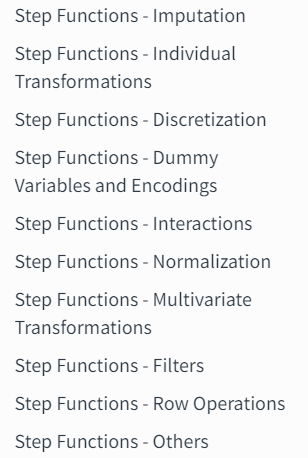 Step Functions - Imputation
Step Functions - Individual
Transformations
Step Functions - Discretization
Step Functions - Dummy
Variables and Encodings
Step Functions - Interactions
Step Functions - Normalization
Step Functions - Multivariate
Transformations
Step Functions - Filters
Step Functions - Row Operations
Step Functions - Others